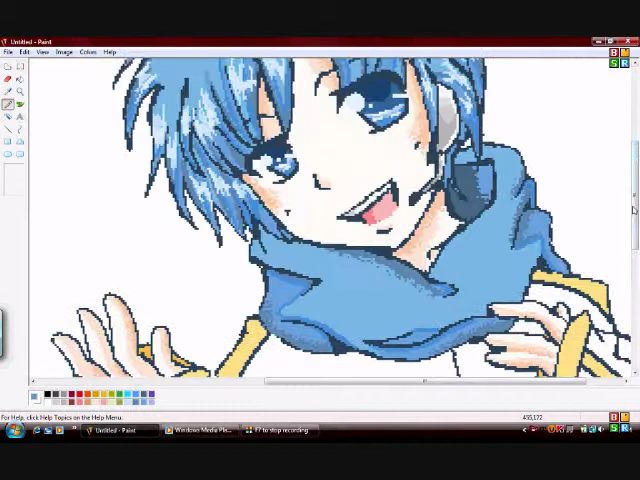 Untitled - Paint
File Edit View Image Colors Help
For Help, click Help Topics on the Help Menu.
455,172
Untitled - Paint
Windows Media Pla...
F7 to stop recording